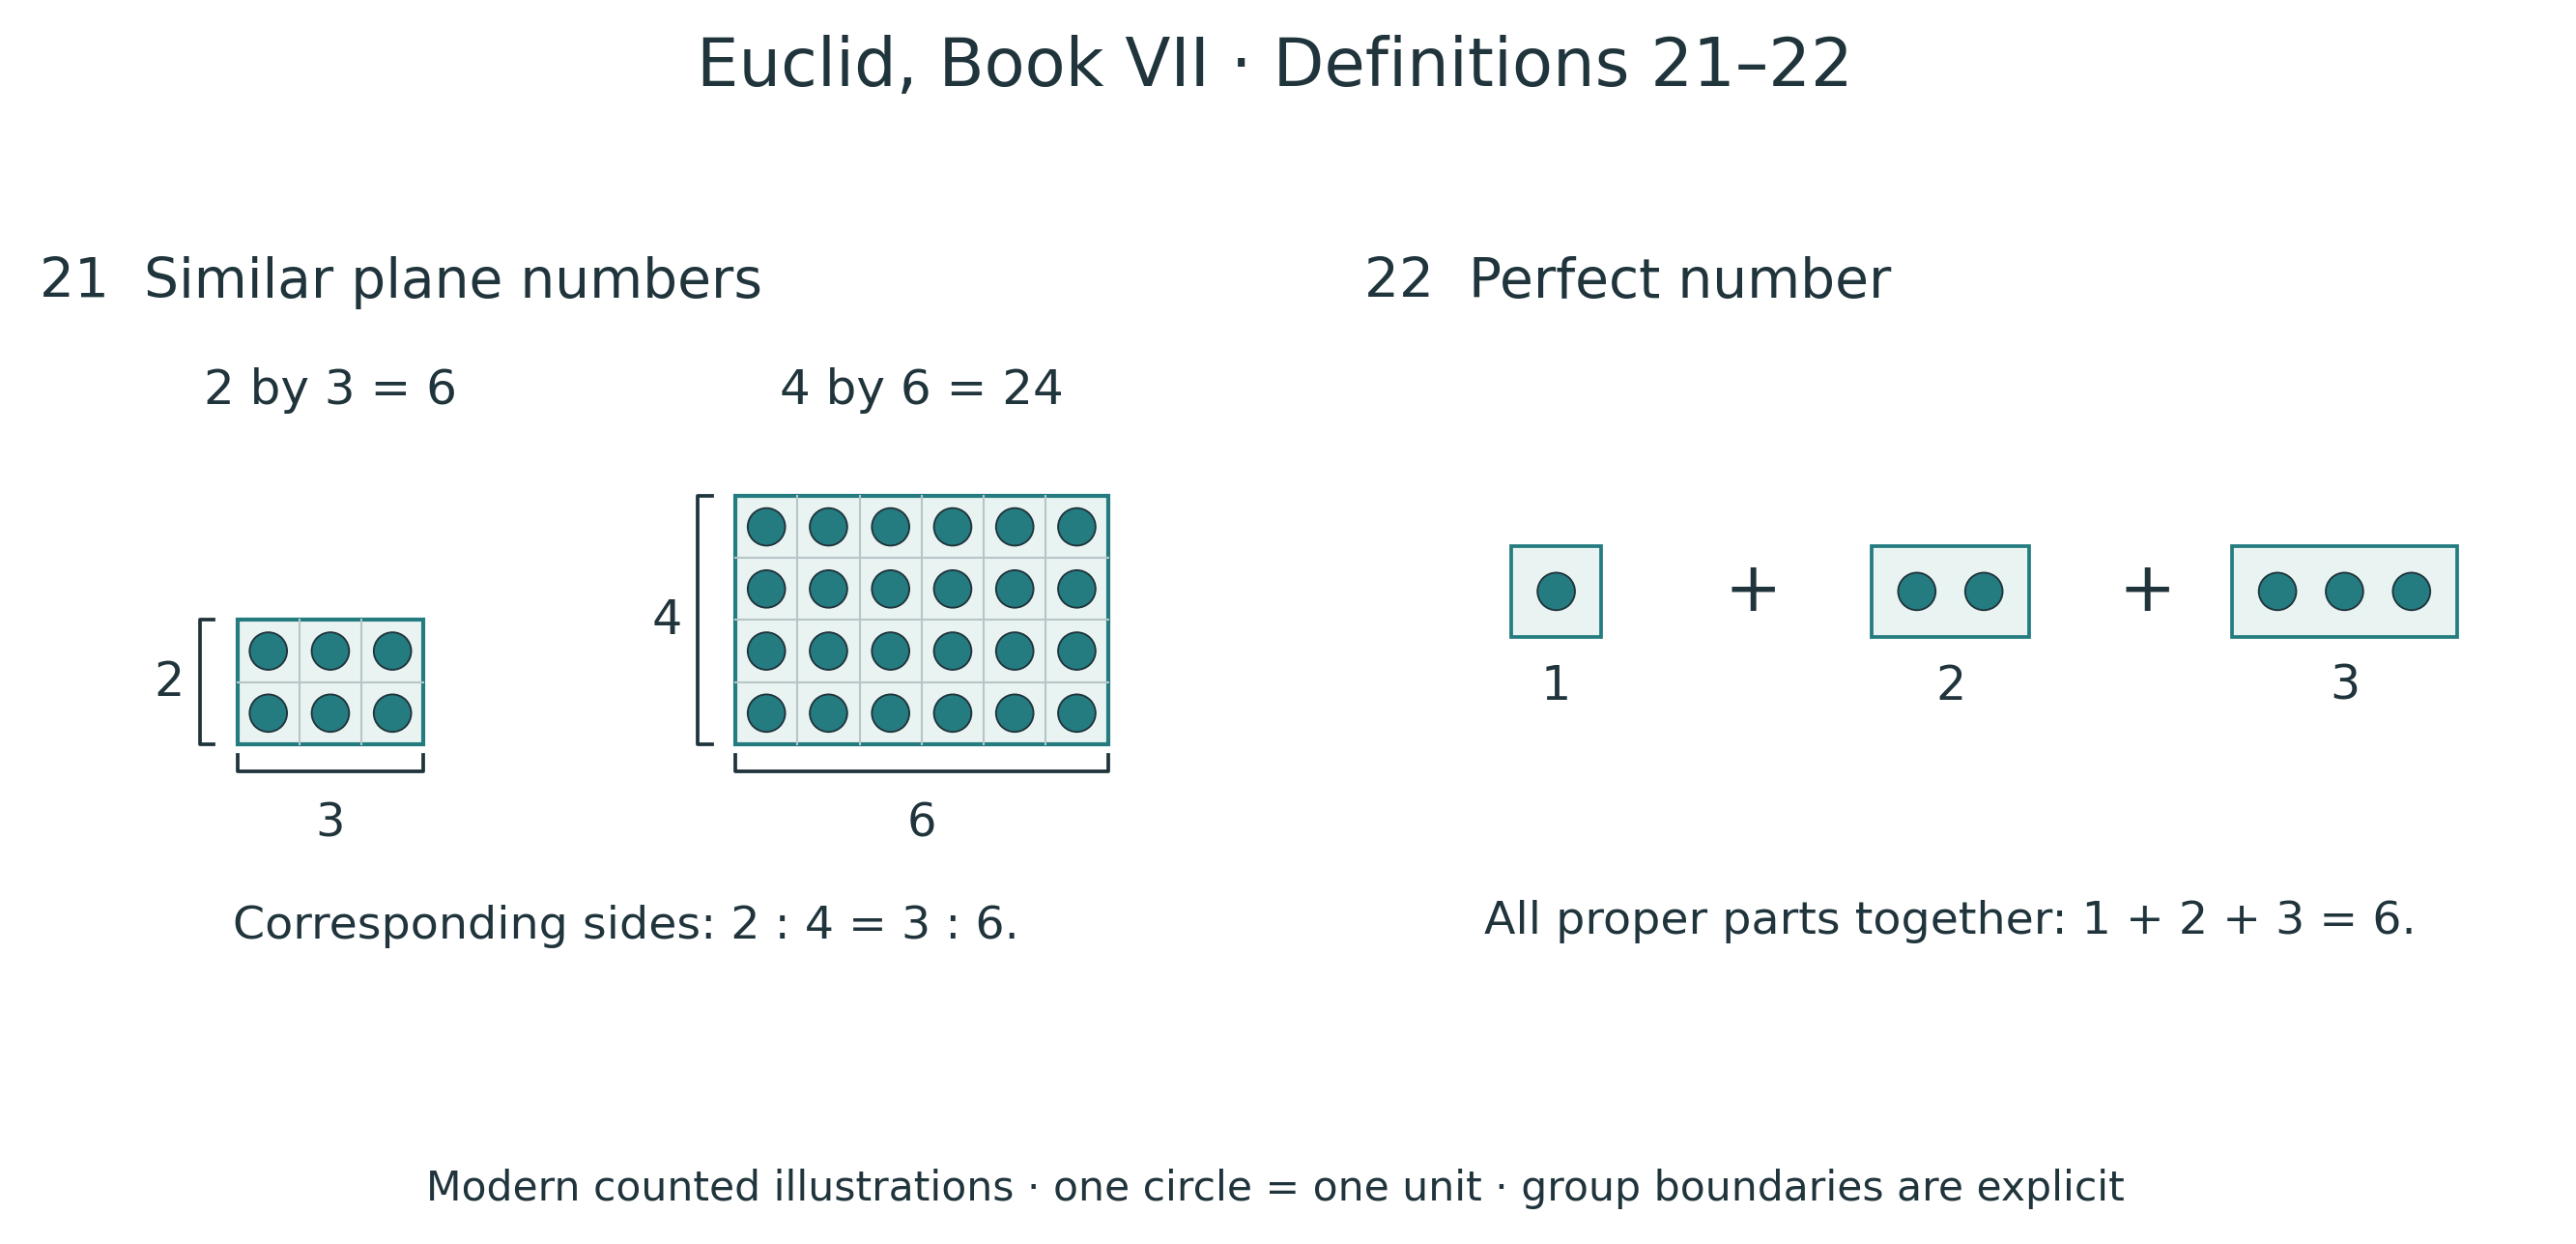 Euclid, Book VII · Definitions 21–22
21 Similar plane numbers
2 by 3 = 6
4 by 6 = 24
2
3
4
6
Corresponding sides: 2 : 4 = 3 : 6.
22 Perfect number
+
+
1
2
3
All proper parts together: 1 + 2 + 3 = 6.
Modern counted illustrations · one circle = one unit · group boundaries are explicit